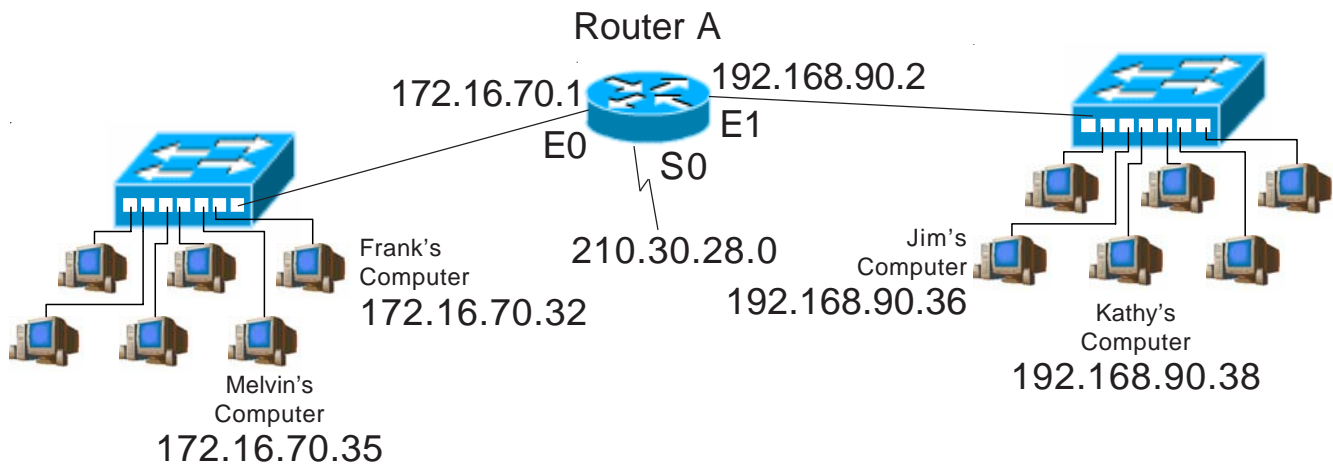 Router A
172.16.70.1
192.168.90.2
E0
E1
S0
210.30.28.0
Frank's
Computer
172.16.70.32
Melvin's
Computer
172.16.70.35
Jim's
Computer
192.168.90.36
Kathy's
Computer
192.168.90.38